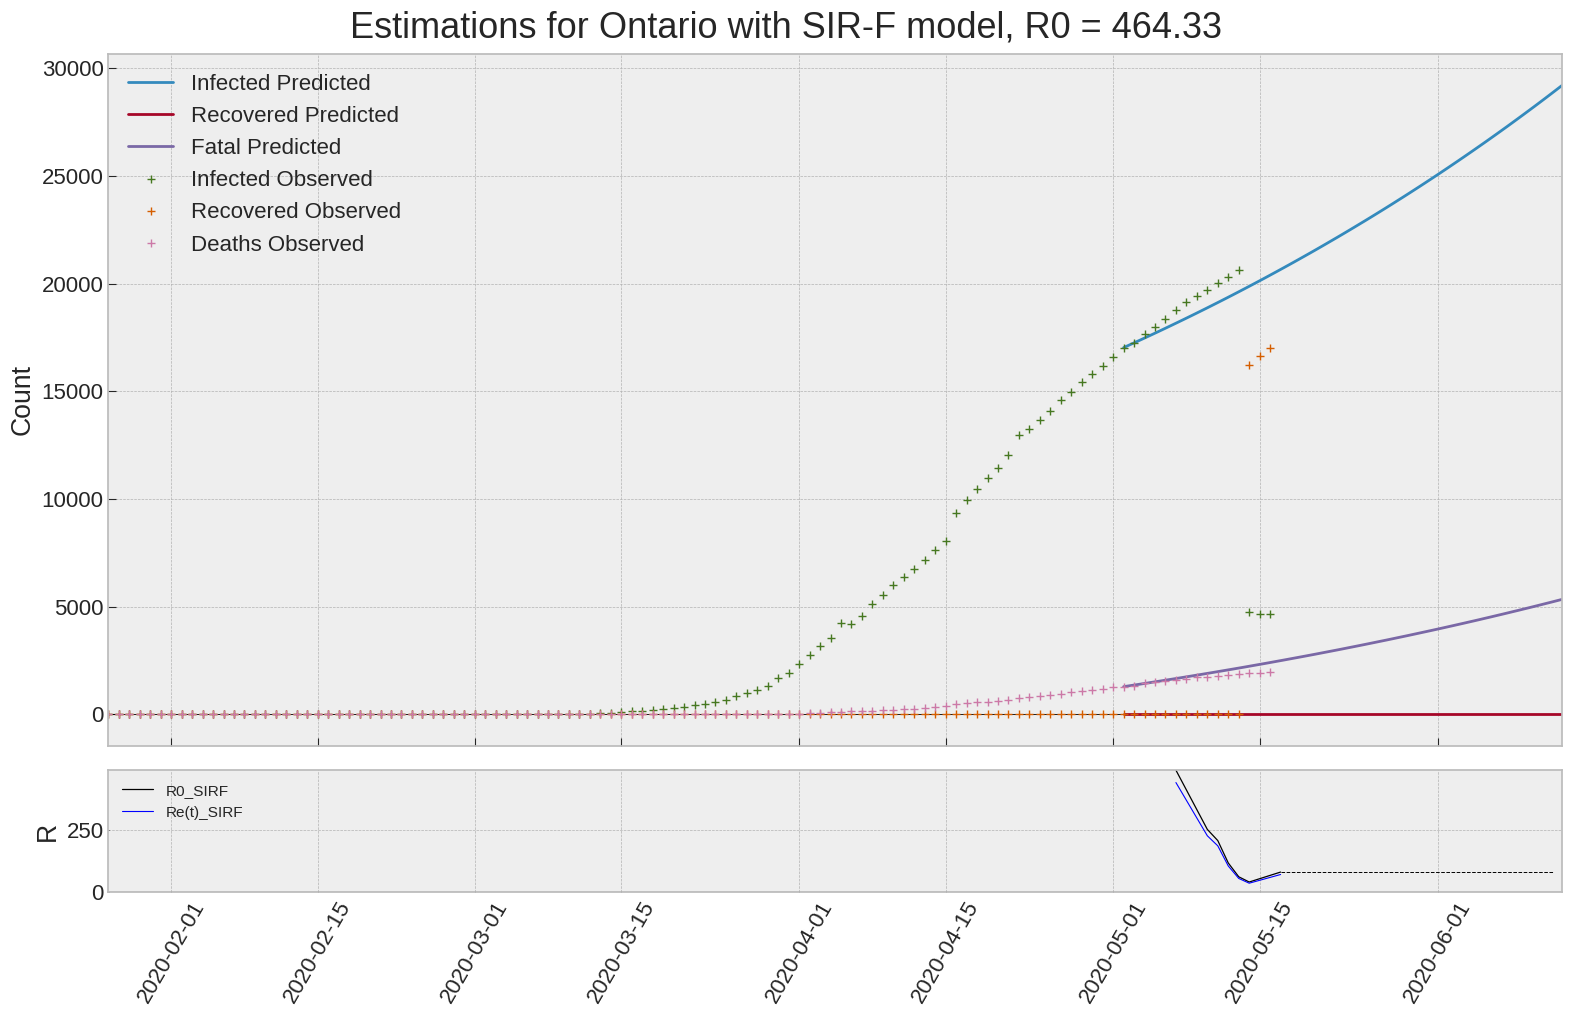 Estimations for Ontario with SIR-F model, R0 = 464.33
30000
25000
20000
15000
10000
5000
0
Count
Infected Predicted
Recovered Predicted
Fatal Predicted
Infected Observed
Recovered Observed
Deaths Observed
R
250
0
R0_SIRF
Re(t)_SIRF
2020-02-01
2020-02-15
2020-03-01
2020-03-15
2020-04-01
2020-04-15
2020-05-01
2020-05-15
2020-06-01